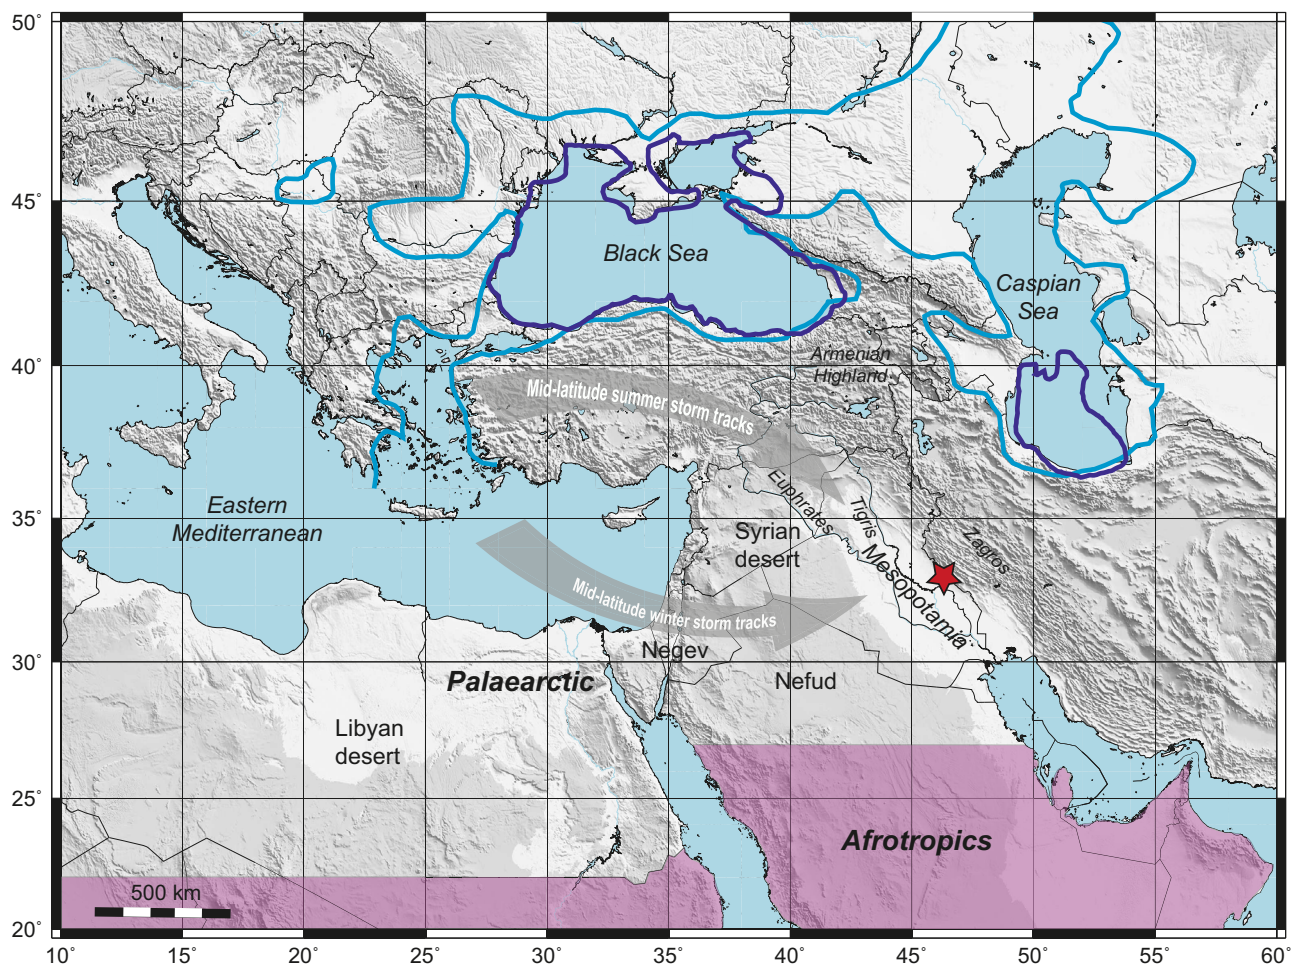 50°
45°
Black Sea
Caspian
Sea
40°
Armenian
Highland
Mid-latitude summer storm tracks
Eastern
Mediterranean
35°
Euphrates
Tigris
Syrian
desert
Zagros
Mesopotamia
Mid-latitude winter storm tracks
30°
Negev
Palaearctic
Nefud
Libyan
desert
25°
Afrotropics
500 km
20°
10° 15° 20° 25° 30° 35° 40° 45° 50° 55° 60°